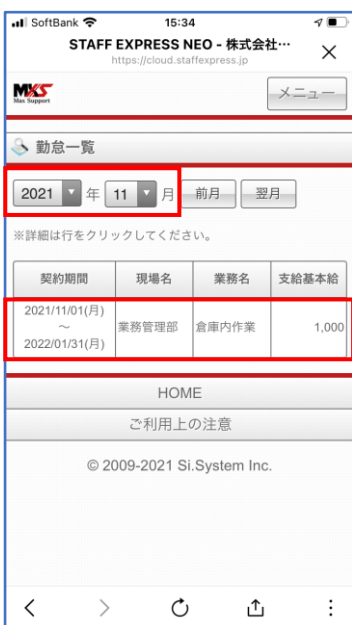 SoftBank 15:34
STAFF EXPRESS NEO - 株式会社…
https://cloud.staffexpress.jp
MKS メニュー
Max Support
勤怠一覧
2021 年 11 月 前月 翌月
※詳細は行をクリックしてください。
契約期間 現場名 業務名 支給基本給
2021/11/01(月)
～ 業務管理部 倉庫内作業 1,000
2022/01/31(月)
HOME
ご利用上の注意
© 2009-2021 Si.System Inc.